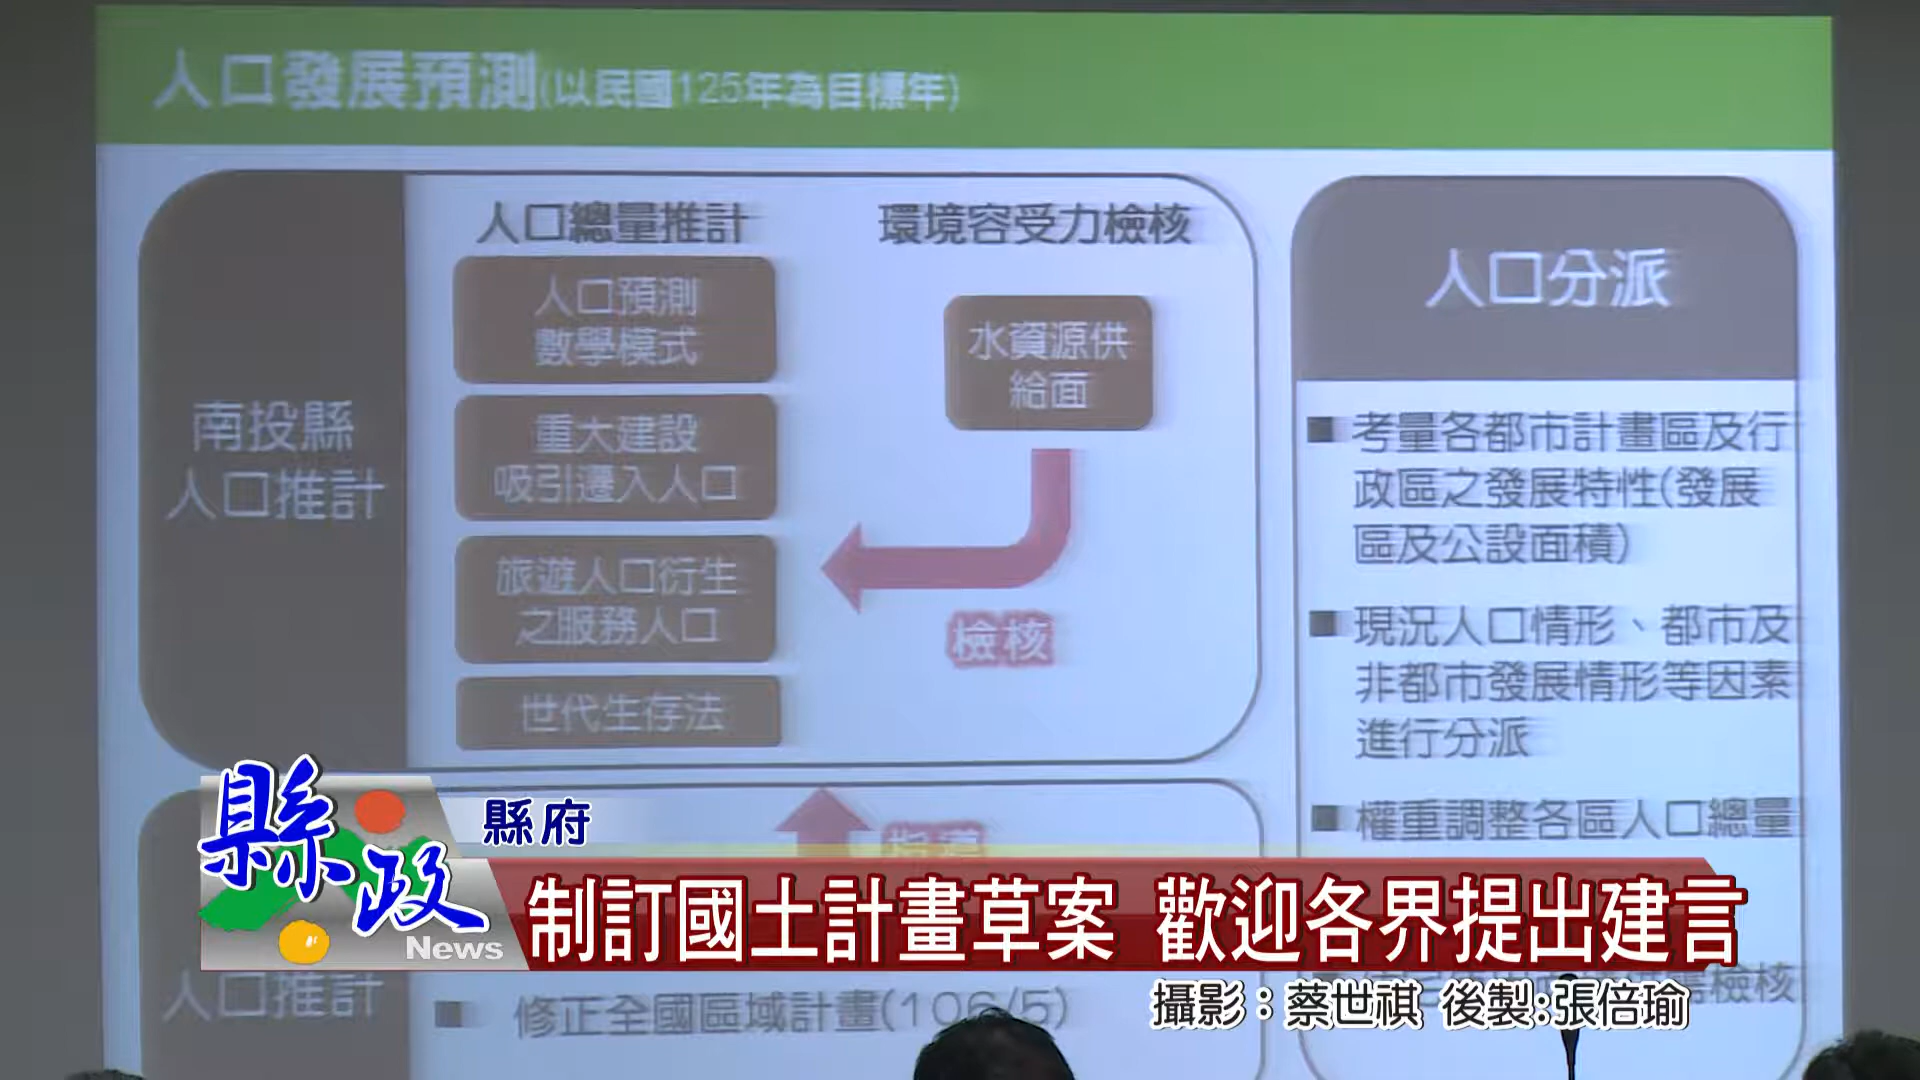 人口發展預測(以民國125年為目標年)
人口總量推計
環境容受力檢核
人口預測
數學模式
重大建設
吸引遷入人口
旅遊人口衍生
之服務人口
世代生存法
南投縣
人口推計
水資源供
給面
檢核
人口分派
■ 考量各都市計畫區及行
政區之發展特性(發展
區及公設面積)
■ 現況人口情形、都市及
非都市發展情形等因素
進行分派
■ 權重調整各區人口總量
檢核
指導
人口推計
■ 修正全國區域計畫(106/5)
縣政
News
縣府
制訂國土計畫草案 歡迎各界提出建言
攝影：蔡世祺 後製:張倍瑜